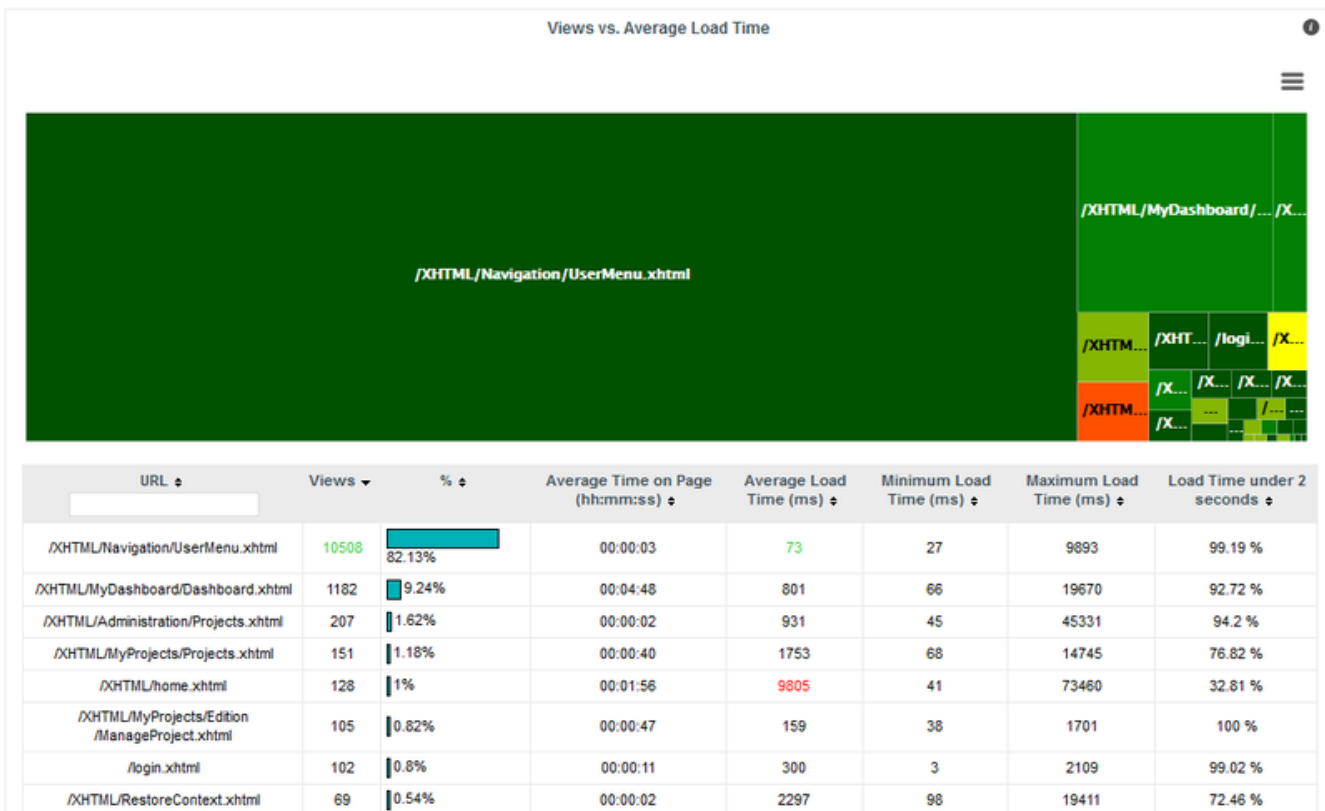 Views vs. Average Load Time
/XHTML/Navigation/UserMenu.xhtml
/XHTML/MyDashboard/... /X...
/XHTM... /XHT... /logi... /X...
/X... /X... /X... /X...
/XHTM... /X... ... /... ...
...
URL Views % Average Time on Page (hh:mm:ss) Average Load Time (ms) Minimum Load Time (ms) Maximum Load Time (ms) Load Time under 2 seconds
/XHTML/Navigation/UserMenu.xhtml 10508 82.13% 00:00:03 73 27 9893 99.19 %
/XHTML/MyDashboard/Dashboard.xhtml 1182 9.24% 00:04:48 801 66 19670 92.72 %
/XHTML/Administration/Projects.xhtml 207 1.62% 00:00:02 931 45 45331 94.2 %
/XHTML/MyProjects/Projects.xhtml 151 1.18% 00:00:40 1753 68 14745 76.82 %
/XHTML/home.xhtml 128 1% 00:01:56 9805 41 73460 32.81 %
/XHTML/MyProjects/Edition
/ManageProject.xhtml 105 0.82% 00:00:47 159 38 1701 100 %
/login.xhtml 102 0.8% 00:00:11 300 3 2109 99.02 %
/XHTML/RestoreContext.xhtml 69 0.54% 00:00:02 2297 98 19411 72.46 %